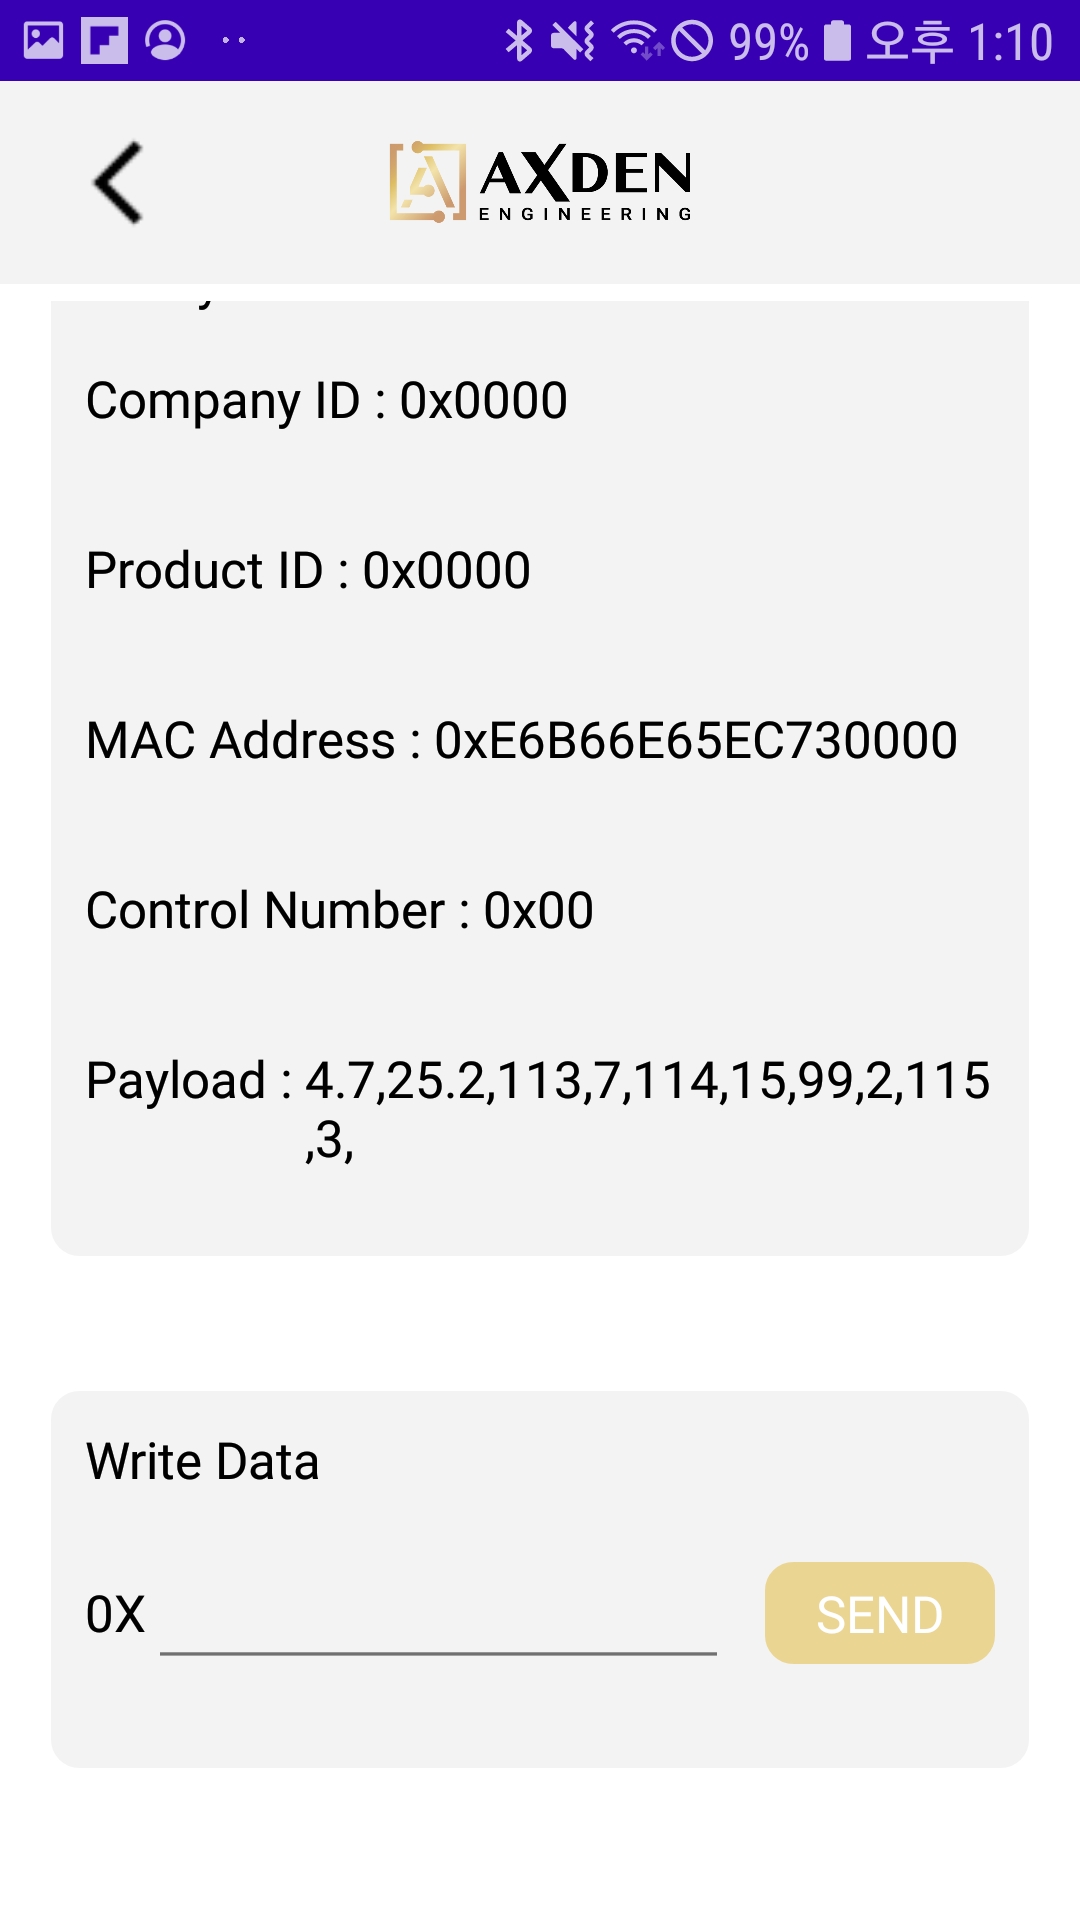 99% 오후 1:10
AXDEN
ENGINEERING
Company ID : 0x0000
Product ID : 0x0000
MAC Address : 0xE6B66E65EC730000
Control Number : 0x00
Payload : 4.7,25.2,113,7,114,15,99,2,115
,3,
Write Data
0X
SEND